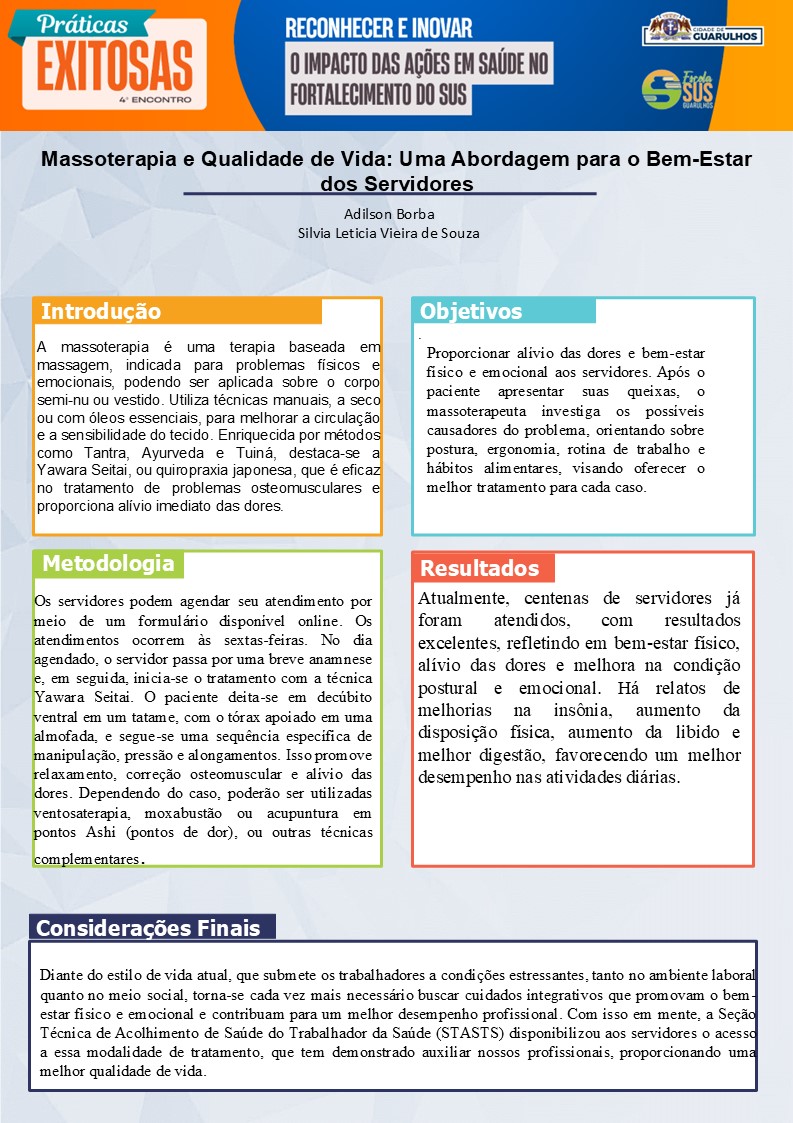 Práticas
EXITOSAS
4º ENCONTRO
RECONHECER E INOVAR
O IMPACTO DAS AÇÕES EM SAÚDE NO
FORTALECIMENTO DO SUS
CIDADE DE
GUARULHOS
Escola
SUS
GUARULHOS
Massoterapia e Qualidade de Vida: Uma Abordagem para o Bem-Estar
dos Servidores
Adilson Borba
Silvia Leticia Vieira de Souza
Introdução
A massoterapia é uma terapia baseada em
massagem, indicada para problemas físicos e
emocionais, podendo ser aplicada sobre o corpo
semi-nu ou vestido. Utiliza técnicas manuais, a seco
ou com óleos essenciais, para melhorar a circulação
e a sensibilidade do tecido. Enriquecida por métodos
como Tantra, Ayurveda e Tuiná, destaca-se a
Yawara Seitai, ou quiropraxia japonesa, que é eficaz
no tratamento de problemas osteomusculares e
proporciona alívio imediato das dores.
Objetivos
.
Proporcionar alívio das dores e bem-estar
físico e emocional aos servidores. Após o
paciente apresentar suas queixas, o
massoterapeuta investiga os possíveis
causadores do problema, orientando sobre
postura, ergonomia, rotina de trabalho e
hábitos alimentares, visando oferecer o
melhor tratamento para cada caso.
Metodologia
Os servidores podem agendar seu atendimento por
meio de um formulário disponível online. Os
atendimentos ocorrem às sextas-feiras. No dia
agendado, o servidor passa por uma breve anamnese
e, em seguida, inicia-se o tratamento com a técnica
Yawara Seitai. O paciente deita-se em decúbito
ventral em um tatame, com o tórax apoiado em uma
almofada, e segue-se uma sequência específica de
manipulação, pressão e alongamentos. Isso promove
relaxamento, correção osteomuscular e alívio das
dores. Dependendo do caso, poderão ser utilizadas
ventosaterapia, moxabustão ou acupuntura em
pontos Ashi (pontos de dor), ou outras técnicas
complementares.
Resultados
Atualmente, centenas de servidores já
foram atendidos, com resultados
excelentes, refletindo em bem-estar físico,
alívio das dores e melhora na condição
postural e emocional. Há relatos de
melhorias na insônia, aumento da
disposição física, aumento da libido e
melhor digestão, favorecendo um melhor
desempenho nas atividades diárias.
Considerações Finais
Diante do estilo de vida atual, que submete os trabalhadores a condições estressantes, tanto no ambiente laboral
quanto no meio social, torna-se cada vez mais necessário buscar cuidados integrativos que promovam o bem-
estar físico e emocional e contribuam para um melhor desempenho profissional. Com isso em mente, a Seção
Técnica de Acolhimento de Saúde do Trabalhador da Saúde (STASTS) disponibilizou aos servidores o acesso
a essa modalidade de tratamento, que tem demonstrado auxiliar nossos profissionais, proporcionando uma
melhor qualidade de vida.